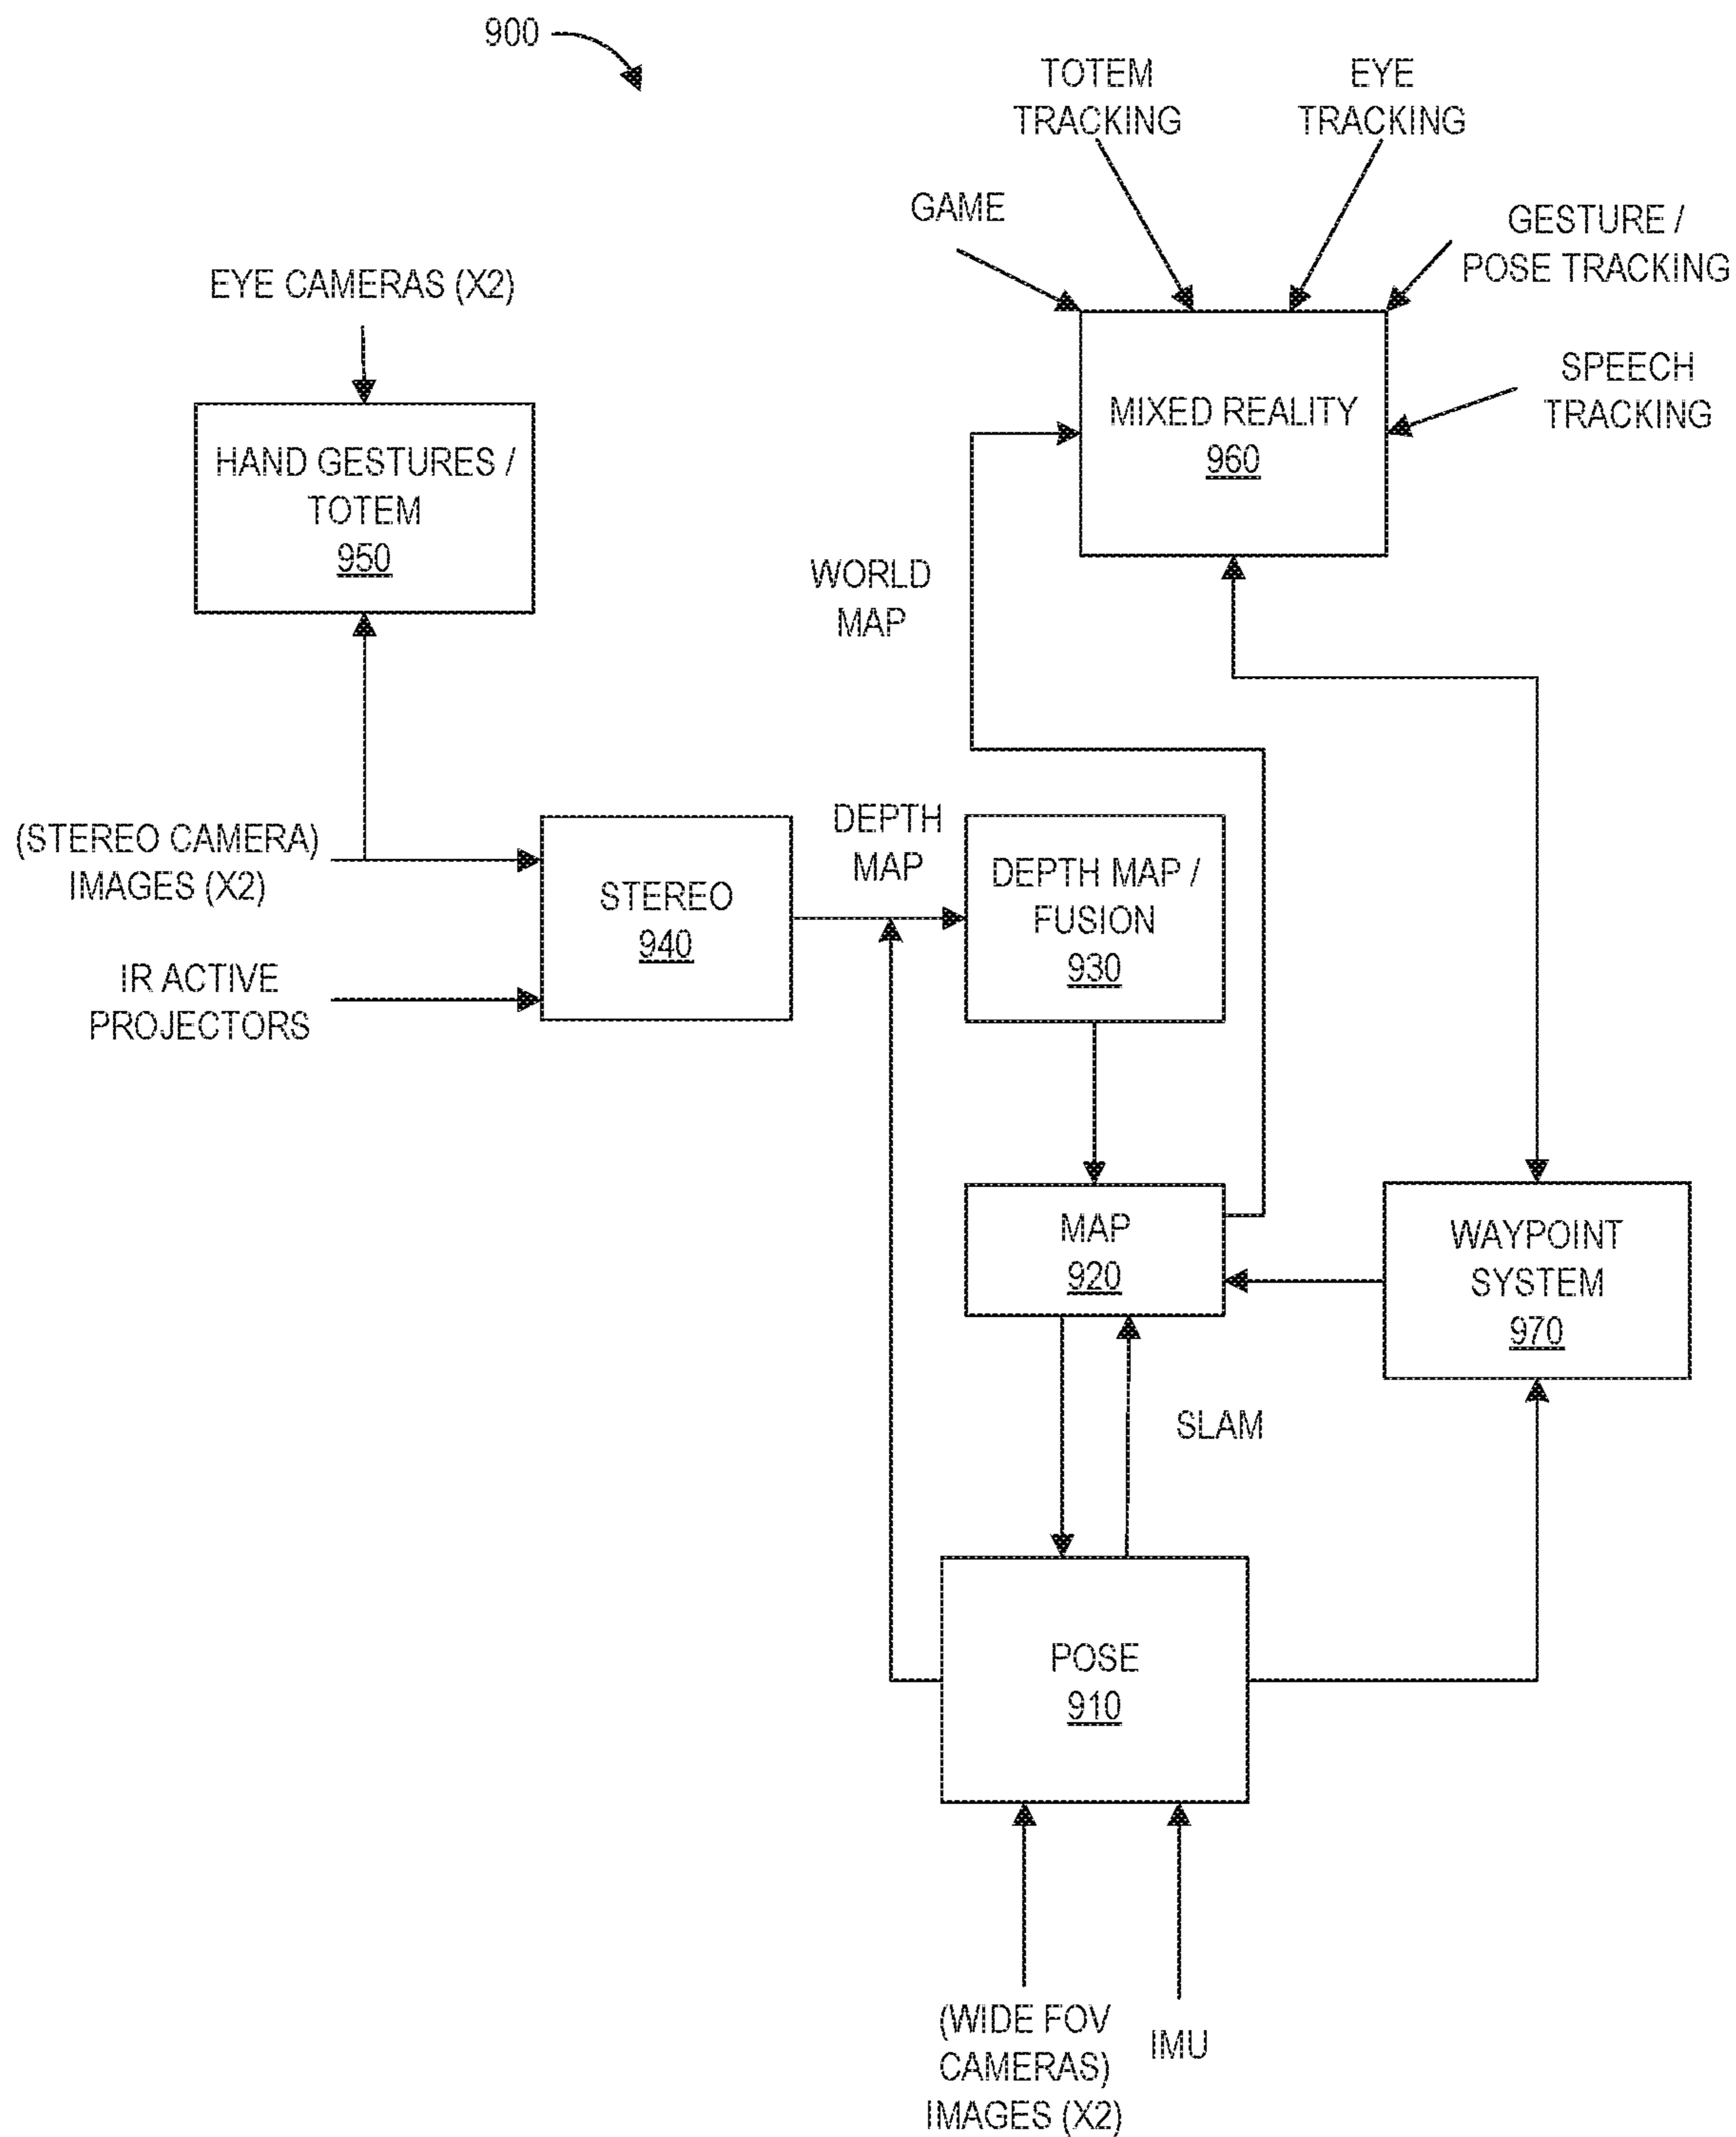 900
TOTEM
TRACKING
EYE
TRACKING
GAME
GESTURE /
POSE TRACKING
EYE CAMERAS (X2)
SPEECH
TRACKING
MIXED REALITY
960
HAND GESTURES /
TOTEM
950
WORLD
MAP
(STEREO CAMERA)
IMAGES (X2)
STEREO
940
DEPTH
MAP
DEPTH MAP /
FUSION
930
IR ACTIVE
PROJECTORS
MAP
920
WAYPOINT
SYSTEM
970
SLAM
POSE
910
(WIDE FOV
CAMERAS)
IMAGES (X2)
IMU